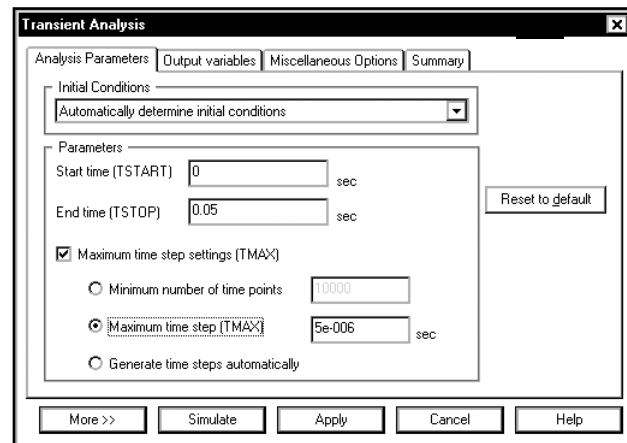 Transient Analysis
Analysis Parameters Output variables Miscellaneous Options Summary
Initial Conditions
Automatically determine initial conditions
Parameters
Start time (TSTART) 0 sec
End time (TSTOP) 0.05 sec
Reset to default
Maximum time step settings (TMAX)
Minimum number of time points 10000
Maximum time step (TMAX) 5e-006 sec
Generate time steps automatically
More >> Simulate Apply Cancel Help